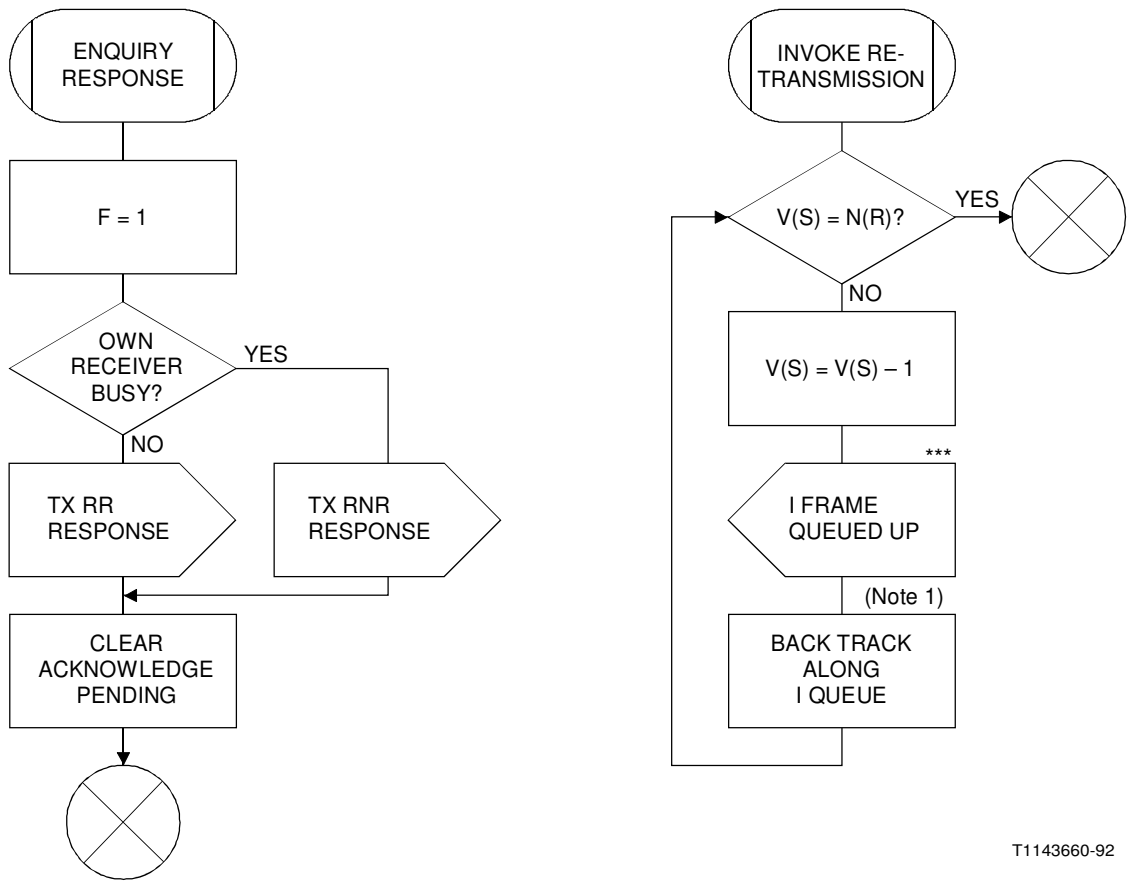 ENQUIRY
RESPONSE
F = 1
OWN
RECEIVER
BUSY?
YES
NO
TX RR
RESPONSE
TX RNR
RESPONSE
CLEAR
ACKNOWLEDGE
PENDING
INVOKE RE-
TRANSMISSION
V(S) = N(R)?
YES
NO
V(S) = V(S) – 1
***
I FRAME
QUEUED UP
(Note 1)
BACK TRACK
ALONG
I QUEUE
T1143660-92